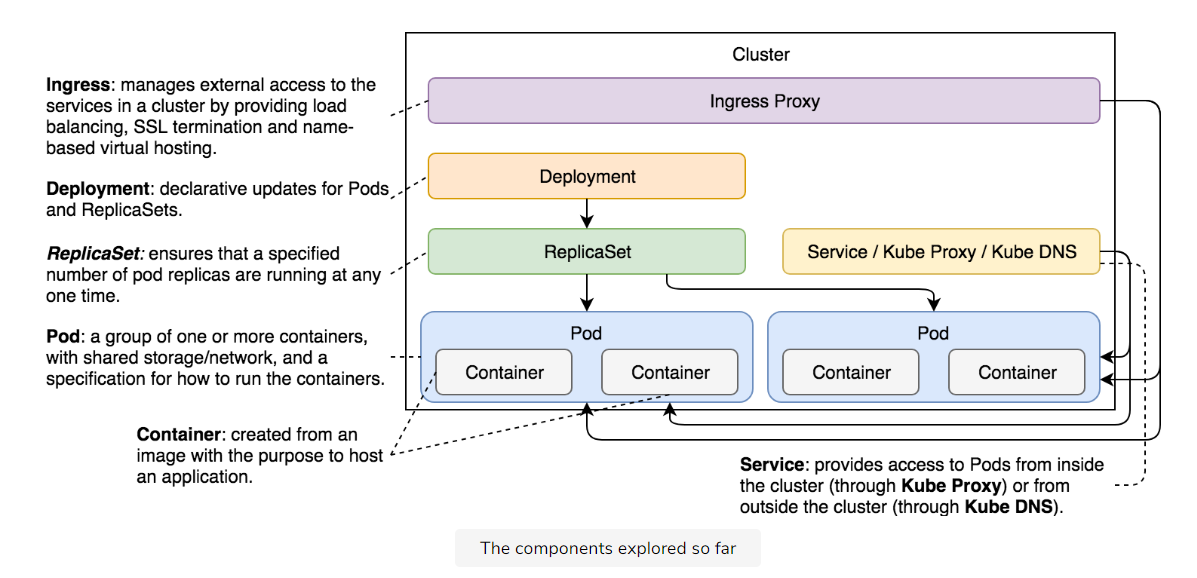 Cluster
Ingress: manages external access to the
services in a cluster by providing load
balancing, SSL termination and name-
based virtual hosting.
Ingress Proxy
Deployment: declarative updates for Pods
and ReplicaSets.
Deployment
ReplicaSet: ensures that a specified
number of pod replicas are running at any
one time.
ReplicaSet
Service / Kube Proxy / Kube DNS
Pod: a group of one or more containers,
with shared storage/network, and a
specification for how to run the containers.
Pod
Container
Container
Pod
Container
Container
Container: created from an
image with the purpose to host
an application.
Service: provides access to Pods from inside
the cluster (through Kube Proxy) or from
outside the cluster (through Kube DNS).
The components explored so far